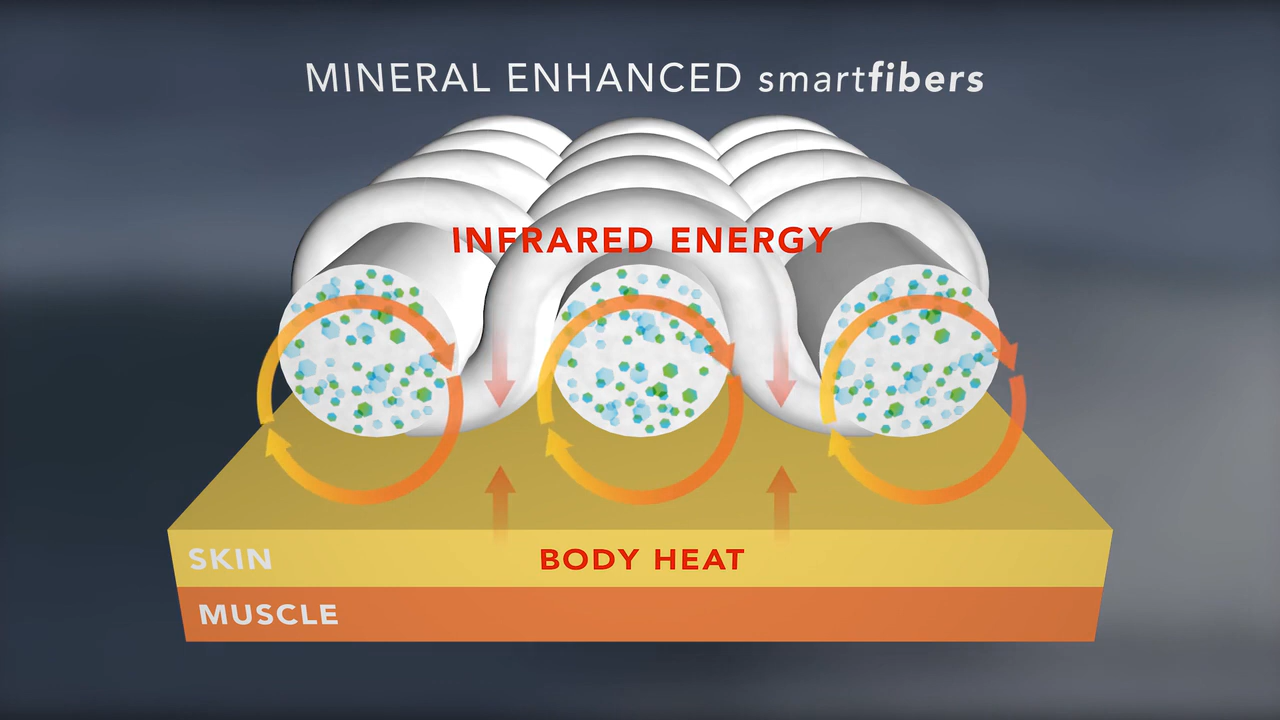 MINERAL ENHANCED smartfibers
INFRARED ENERGY
SKIN
BODY HEAT
MUSCLE